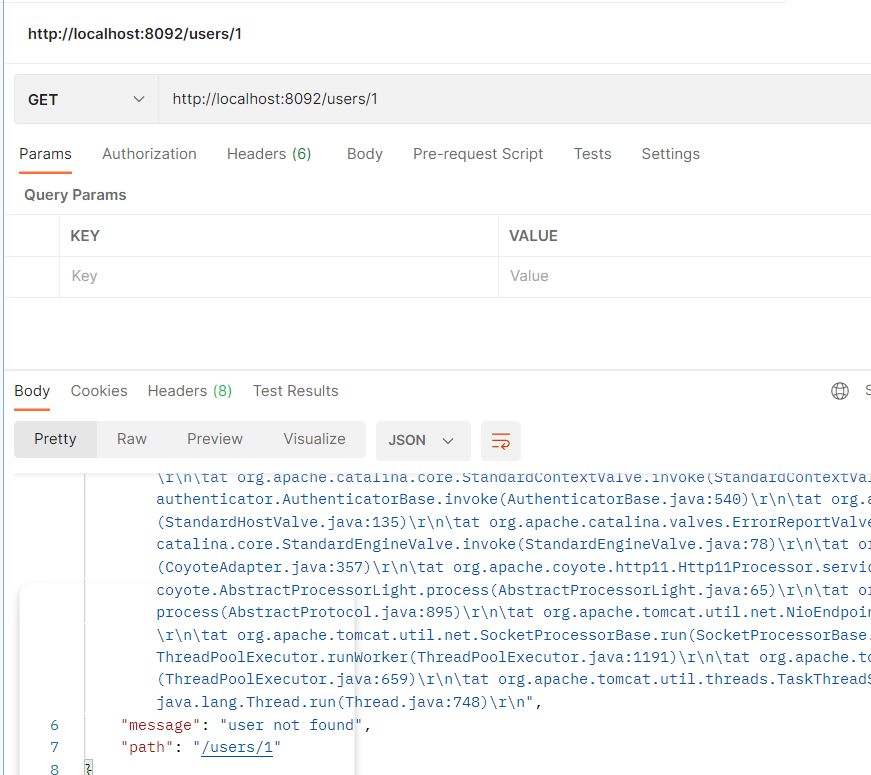 http://localhost:8092/users/1
GET http://localhost:8092/users/1
Params Authorization Headers (6) Body Pre-request Script Tests Settings
Query Params
KEY VALUE
Key Value
Body Cookies Headers (8) Test Results
Pretty Raw Preview Visualize JSON
\r\n\tat org.apache.catalina.core.StandardContextValve.invoke(StandardContextVal
authenticator.AuthenticatorBase.invoke(AuthenticatorBase.java:540)\r\n\tat org.a
(StandardHostValve.java:135)\r\n\tat org.apache.catalina.valves.ErrorReportValve
catalina.core.StandardEngineValve.invoke(StandardEngineValve.java:78)\r\n\tat or
(CoyoteAdapter.java:357)\r\n\tat org.apache.coyote.http11.Http11Processor.servic
coyote.AbstractProcessorLight.process(AbstractProcessorLight.java:65)\r\n\tat or
process(AbstractProtocol.java:895)\r\n\tat org.apache.tomcat.util.net.NioEndpoin
\r\n\tat org.apache.tomcat.util.net.SocketProcessorBase.run(SocketProcessorBase.
ThreadPoolExecutor.runWorker(ThreadPoolExecutor.java:1191)\r\n\tat org.apache.to
(ThreadPoolExecutor.java:659)\r\n\tat org.apache.tomcat.util.threads.TaskThreadS
java.lang.Thread.run(Thread.java:748)\r\n",
6 "message": "user not found",
7 "path": "/users/1"
8 }